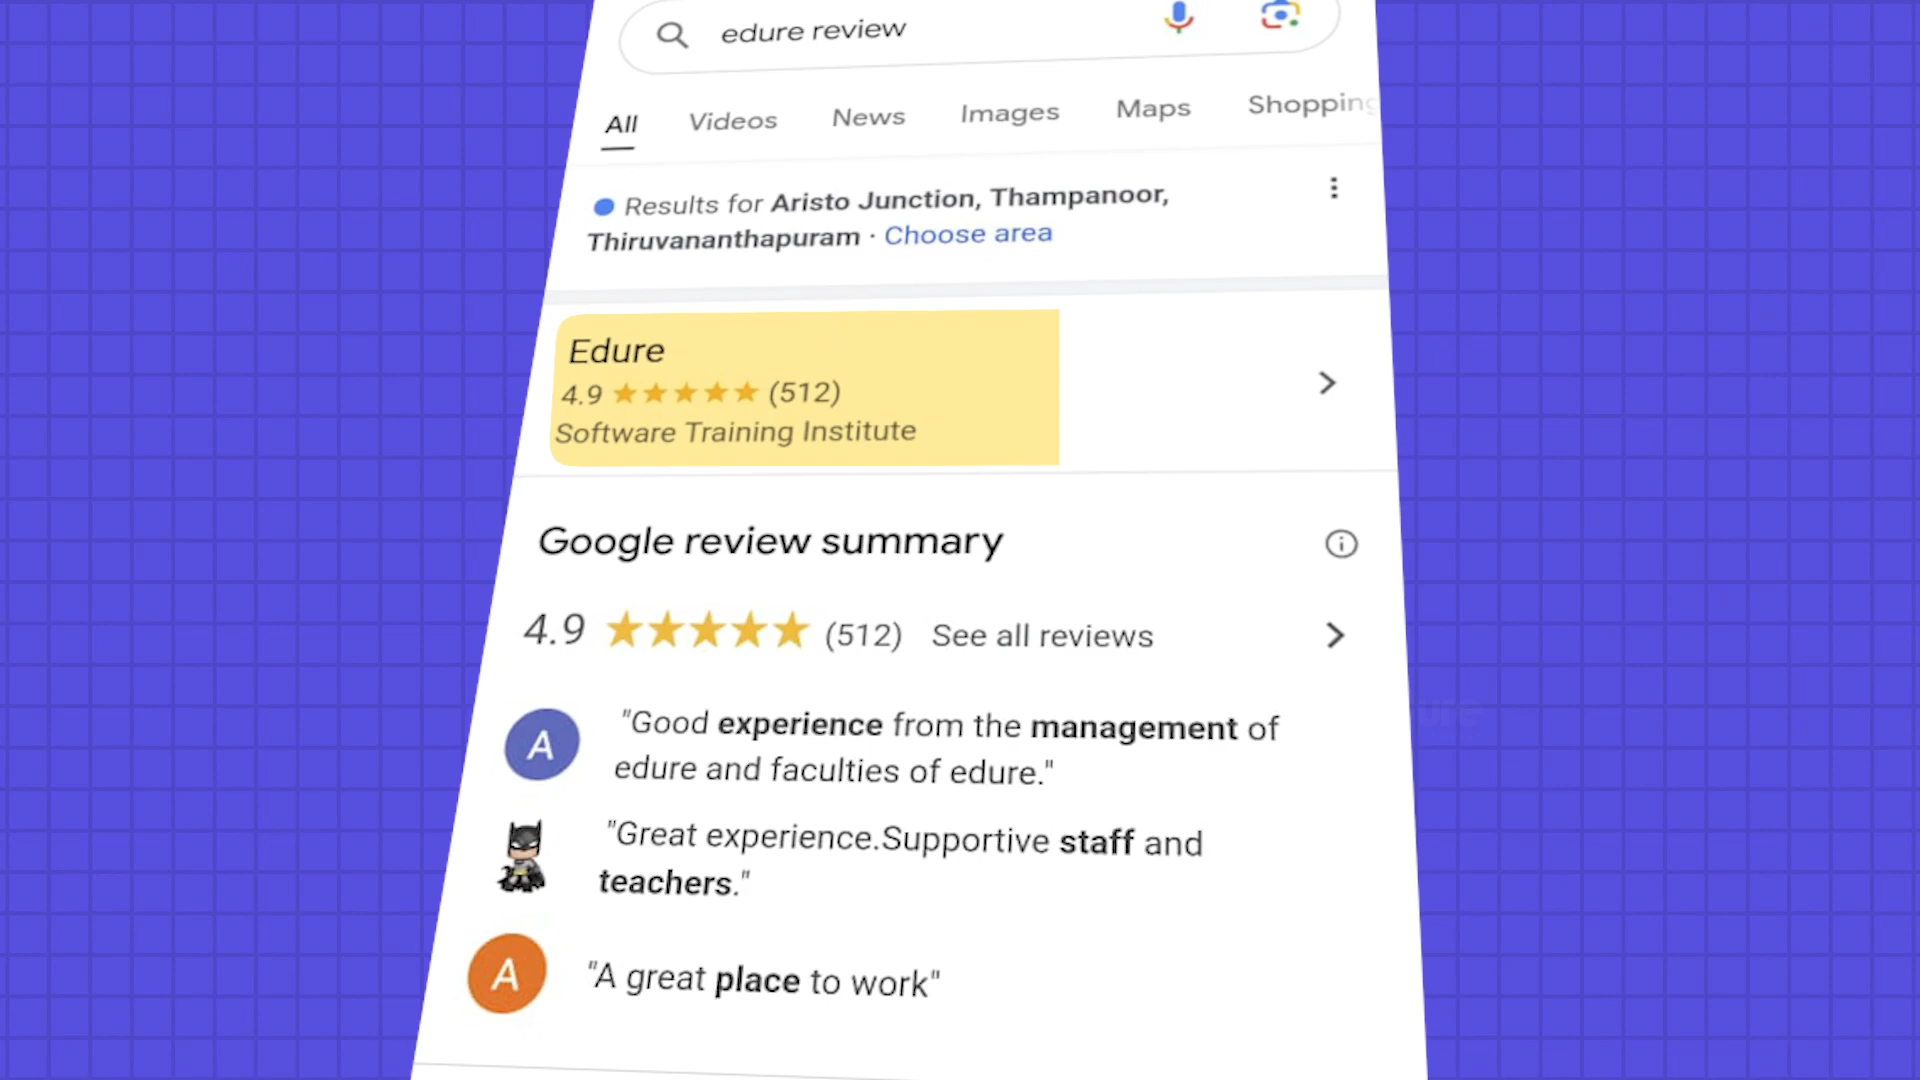 edure review
All Videos News Images Maps Shopping
Results for Aristo Junction, Thampanoor,
Thiruvananthapuram · Choose area
Edure
4.9 (512)
Software Training Institute
Google review summary
4.9 (512) See all reviews
A
"Good experience from the management of
edure and faculties of edure."
"Great experience.Supportive staff and
teachers."
A
"A great place to work"